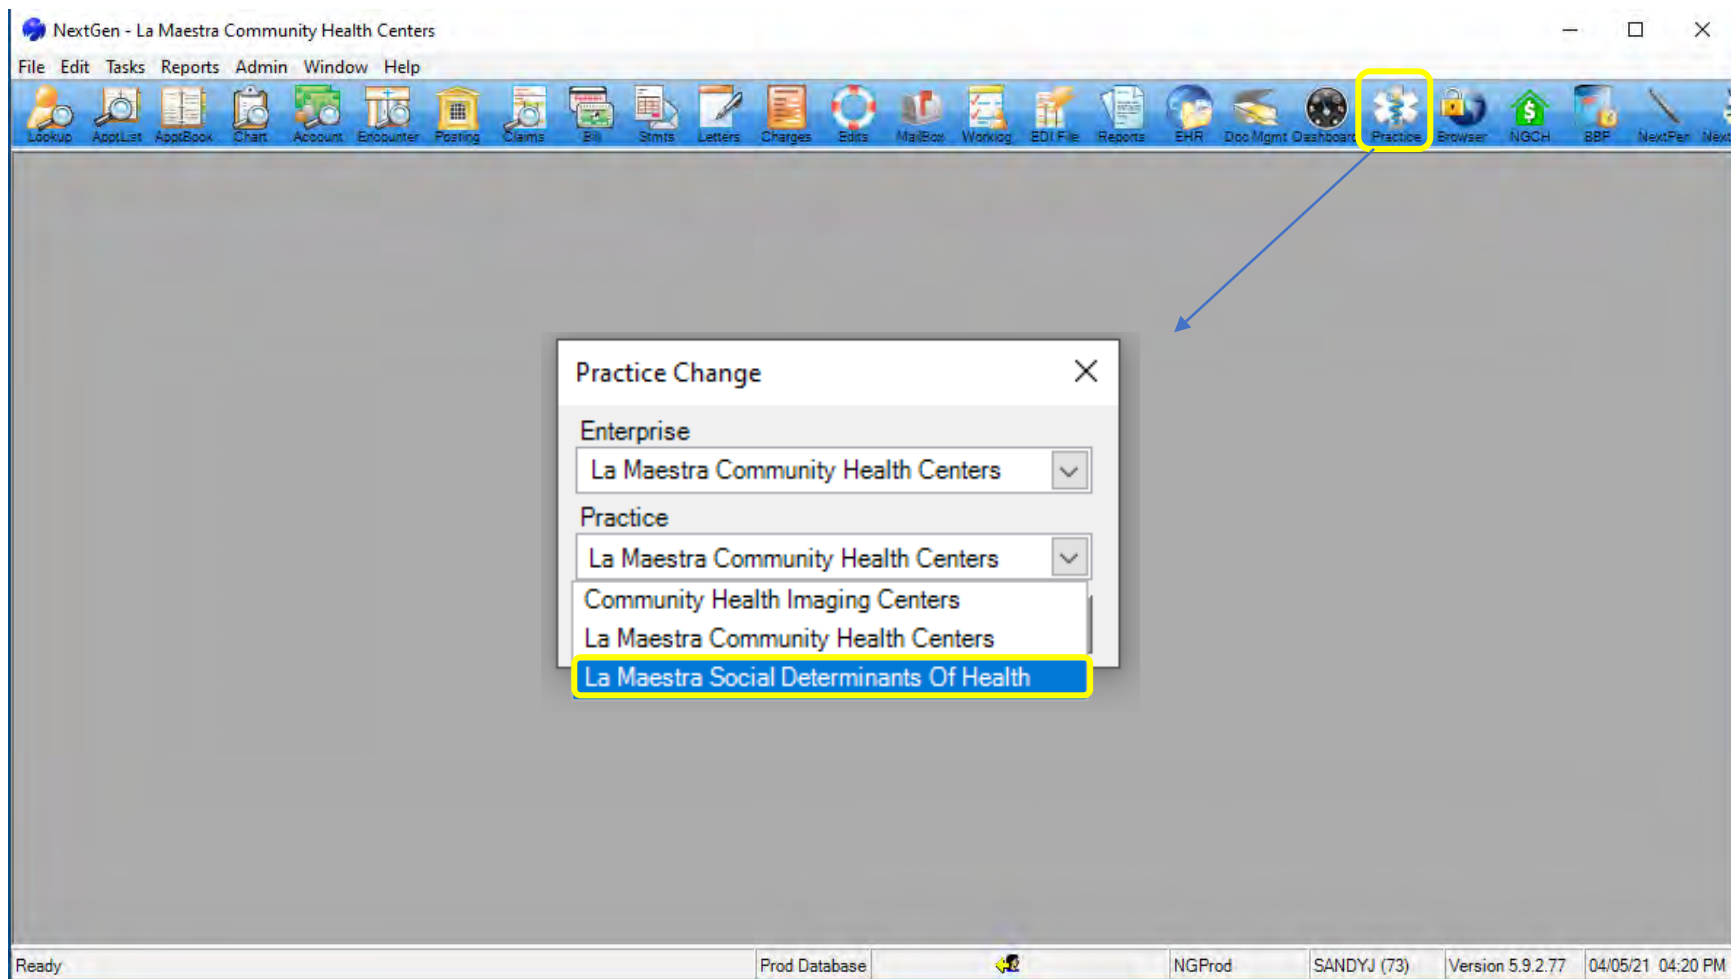 NextGen - La Maestra Community Health Centers
File Edit Tasks Reports Admin Window Help
Lookup ApptList ApptBook Chart Account Encounter Posting Claims Bill Stmts Letters Charges Edits MailBox Worklog EDI File Reports EHR Doc Mgmt Dashboard Practice Browser NGCH BBP NextPen Next
Practice Change
Enterprise
La Maestra Community Health Centers
Practice
La Maestra Community Health Centers
Community Health Imaging Centers
La Maestra Community Health Centers
La Maestra Social Determinants Of Health
Ready Prod Database NGProd SANDYJ (73) Version 5.9.2.77 04/05/21 04:20 PM